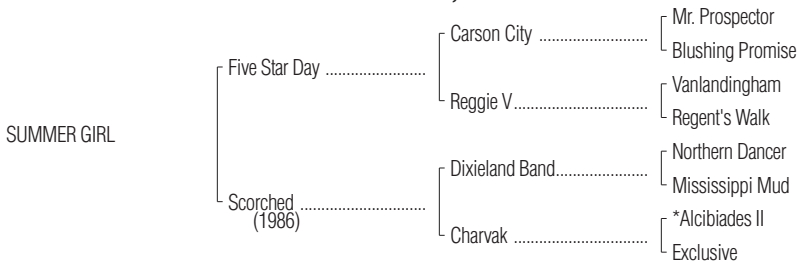 Mr. Prospector
Carson City ........................
Blushing Promise
Five Star Day ......................
Vanlandingham
Reggie V..............................
Regent's Walk
SUMMER GIRL
Northern Dancer
Dixieland Band....................
Mississippi Mud
Scorched ...........................
(1986)
*Alcibiades II
Charvak .............................
Exclusive